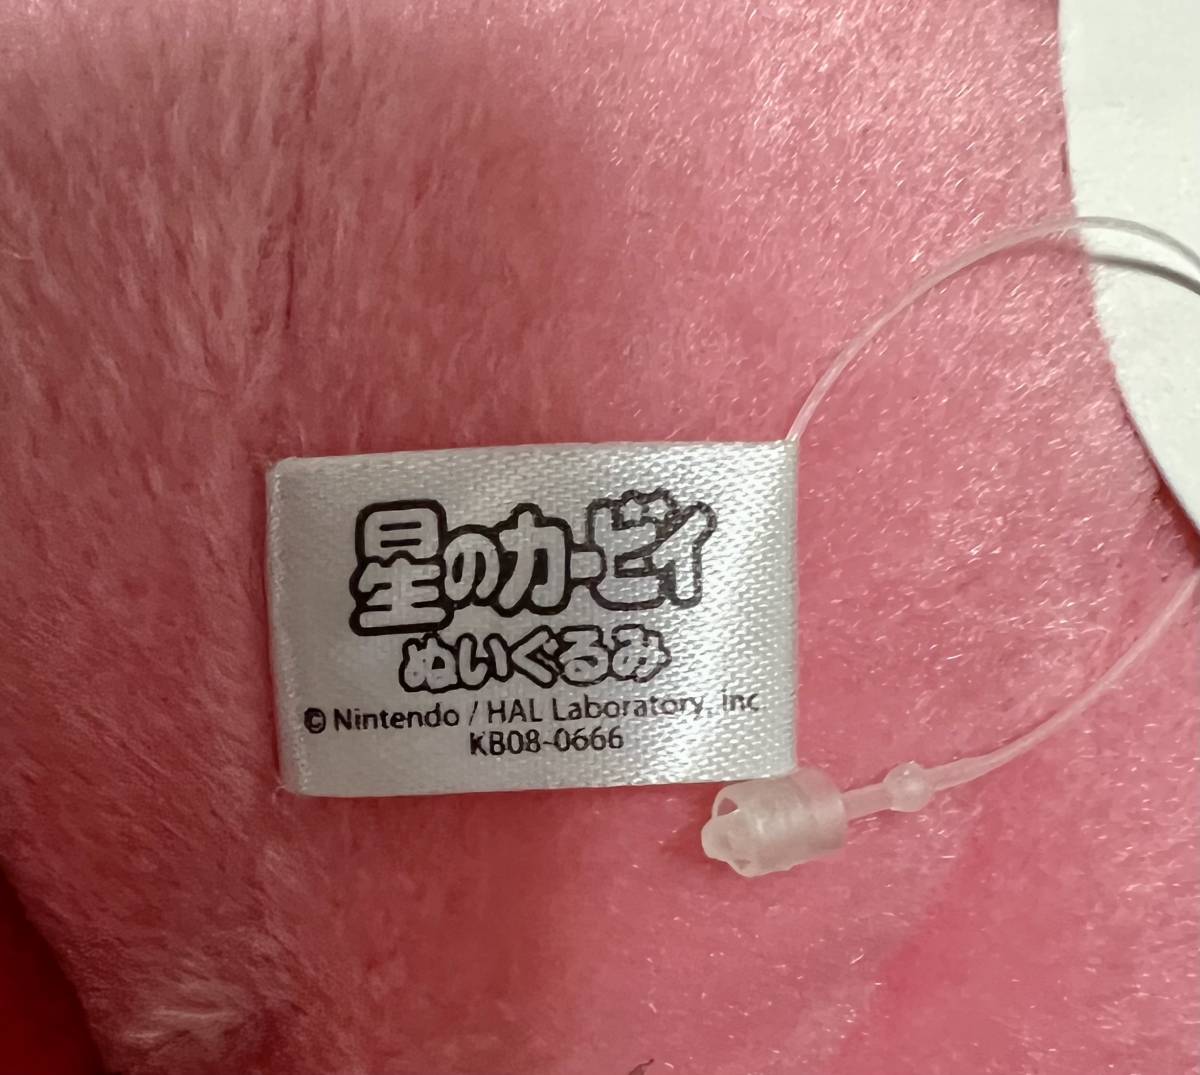 星のカービィ
ぬいぐるみ
© Nintendo / HAL Laboratory, Inc
KB08-0666